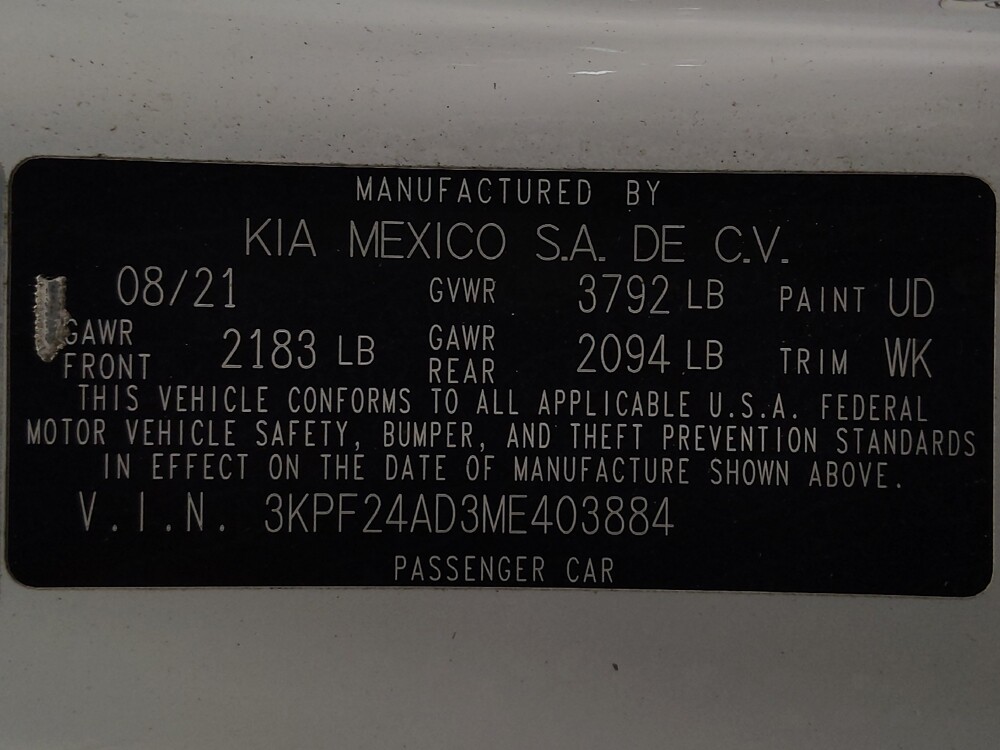 MANUFACTURED BY
KIA MEXICO S.A. DE C.V.
08/21 GVWR 3792 LB PAINT UD
GAWR FRONT 2183 LB GAWR REAR 2094 LB TRIM WK
THIS VEHICLE CONFORMS TO ALL APPLICABLE U.S.A. FEDERAL
MOTOR VEHICLE SAFETY, BUMPER, AND THEFT PREVENTION STANDARDS
IN EFFECT ON THE DATE OF MANUFACTURE SHOWN ABOVE.
V.I.N. 3KPF24AD3ME403884
PASSENGER CAR